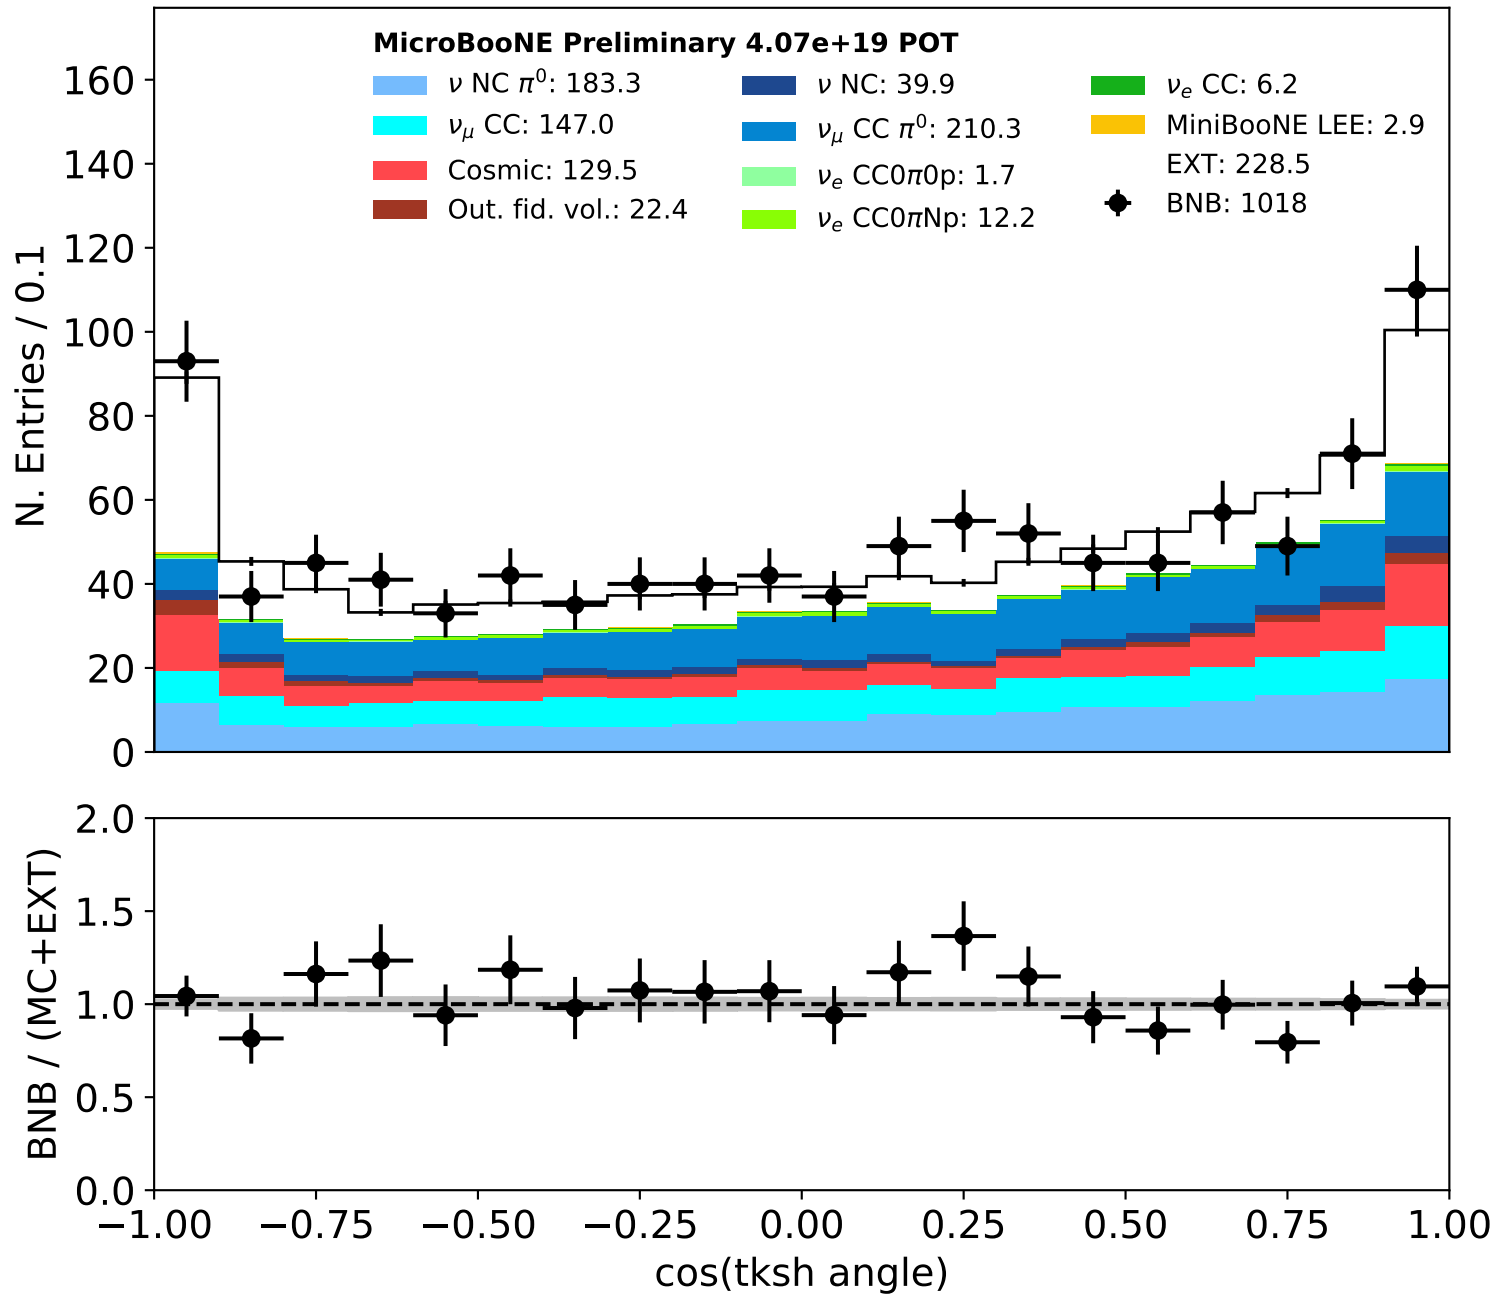 MicroBooNE Preliminary 4.07e+19 POT
ν NC π⁰: 183.3
ν_μ CC: 147.0
Cosmic: 129.5
Out. fid. vol.: 22.4
ν NC: 39.9
ν_μ CC π⁰: 210.3
ν_e CC0π0p: 1.7
ν_e CC0πNp: 12.2
ν_e CC: 6.2
MiniBooNE LEE: 2.9
EXT: 228.5
BNB: 1018
N. Entries / 0.1
160
140
120
100
80
60
40
20
0
BNB / (MC+EXT)
2.0
1.5
1.0
0.5
0.0
−1.00 −0.75 −0.50 −0.25 0.00 0.25 0.50 0.75 1.00
cos(tksh angle)